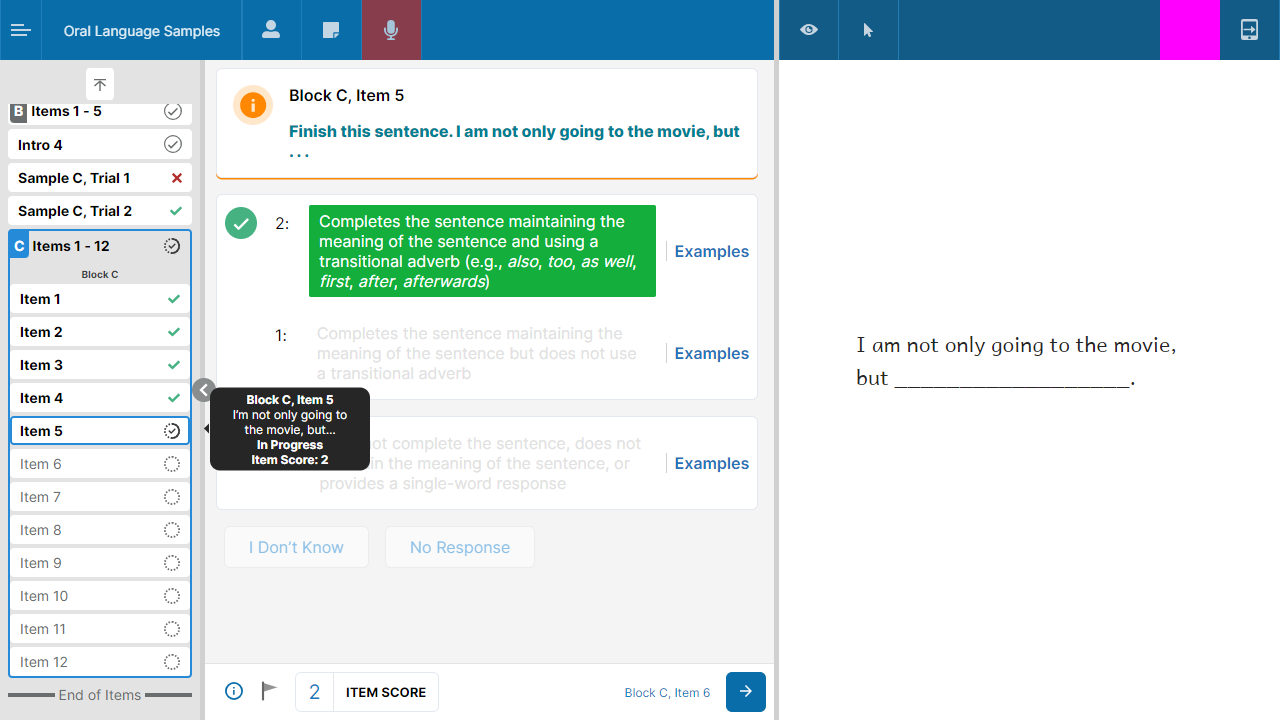 Oral Language Samples
B Items 1 - 5
Intro 4
Sample C, Trial 1
Sample C, Trial 2
C Items 1 - 12
Block C
Item 1
Item 2
Item 3
Item 4
Item 5
Item 6
Item 7
Item 8
Item 9
Item 10
Item 11
Item 12
End of Items
Block C, Item 5
Finish this sentence. I am not only going to the movie, but
...
2:
Completes the sentence maintaining the
meaning of the sentence and using a
transitional adverb (e.g., also, too, as well,
first, after, afterwards)
Examples
1:
Completes the sentence maintaining the
meaning of the sentence but does not use
a transitional adverb
Examples
Block C, Item 5
I'm not only going to
the movie, but...
In Progress
Item Score: 2
not complete the sentence, does not
in the meaning of the sentence, or
provides a single-word response
Examples
I Don't Know
No Response
2 ITEM SCORE
Block C, Item 6
I am not only going to the movie,
but __________________.